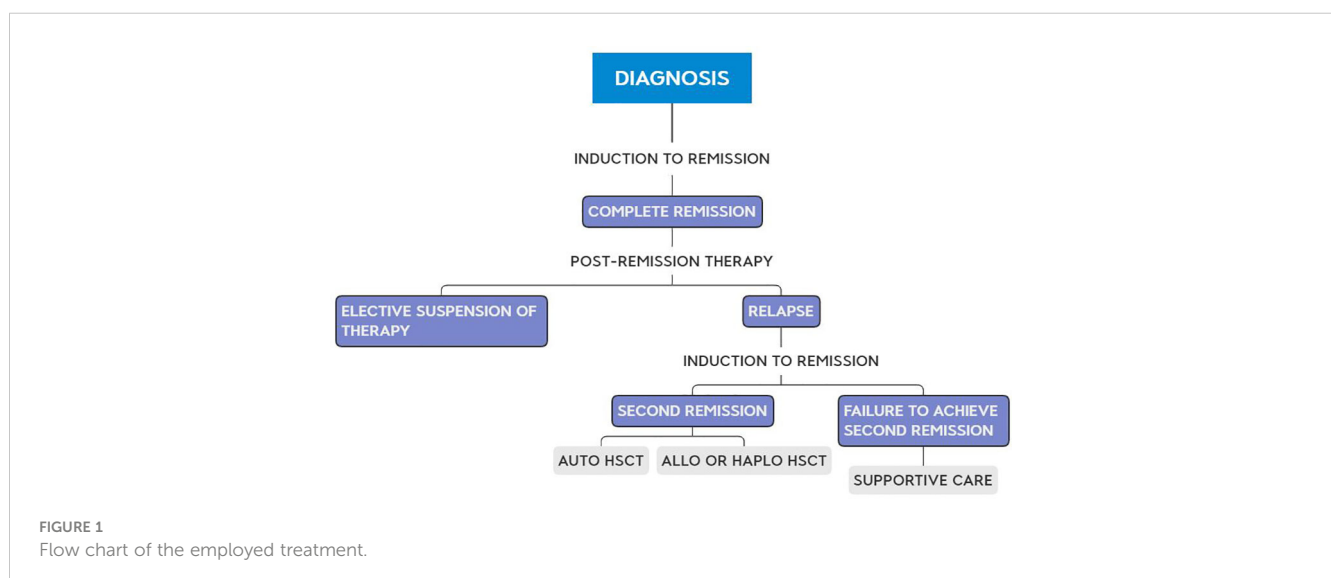 DIAGNOSIS
INDUCTION TO REMISSION
COMPLETE REMISSION
POST-REMISSION THERAPY
ELECTIVE SUSPENSION OF
THERAPY
RELAPSE
INDUCTION TO REMISSION
SECOND REMISSION
FAILURE TO ACHIEVE
SECOND REMISSION
AUTO HSCT
ALLO OR HAPLO HSCT
SUPPORTIVE CARE
FIGURE 1
Flow chart of the employed treatment.